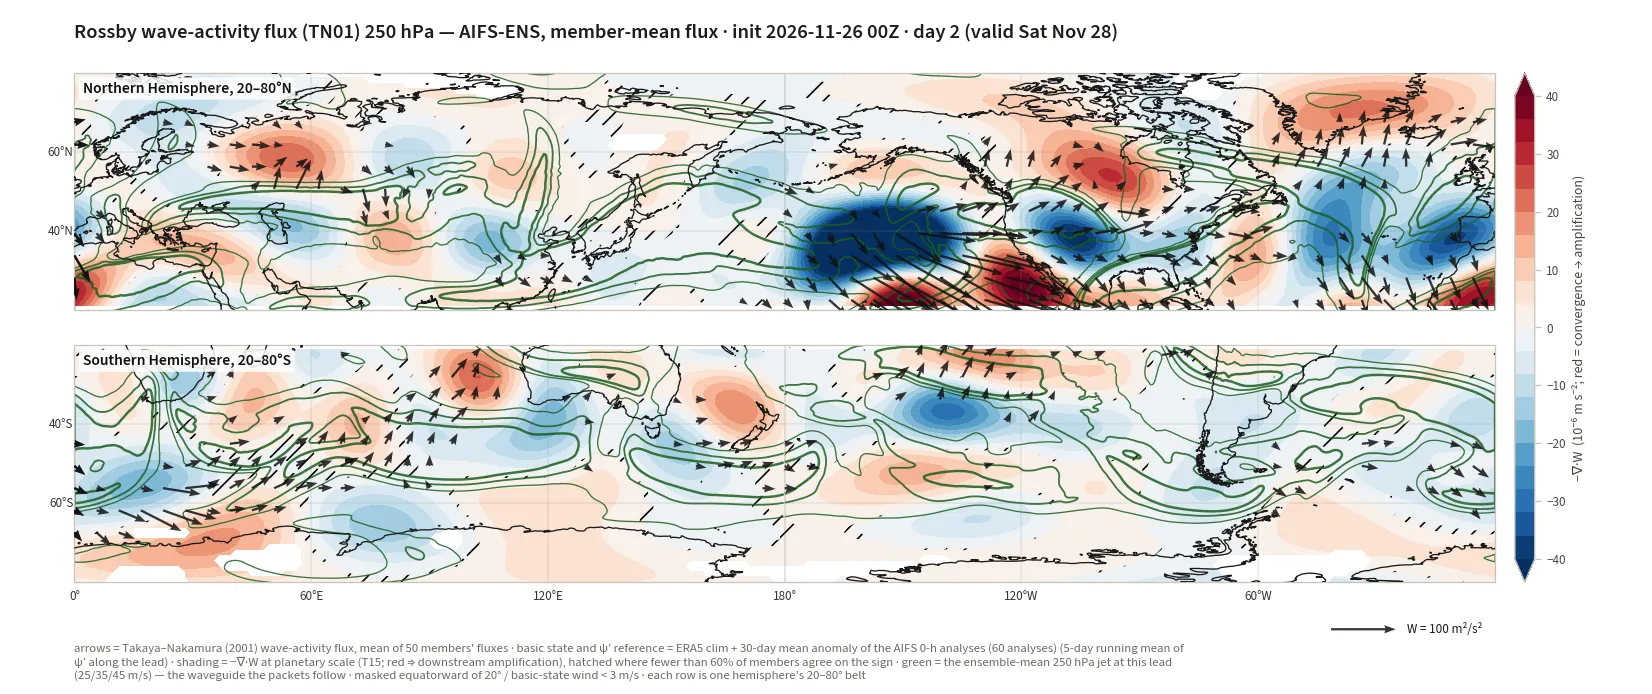 Rossby wave-activity flux (TN01) 250 hPa — AIFS-ENS, member-mean flux · init 2026-11-26 00Z · day 2 (valid Sat Nov 28)
Northern Hemisphere, 20–80°N
60°N
40°N
Southern Hemisphere, 20–80°S
40°S
60°S
0°
60°E
120°E
180°
120°W
60°W
40
30
20
10
0
−10
−20
−30
−40
−∇·W (10⁻⁶ m s⁻²; red = convergence → amplification)
W = 100 m²/s²
arrows = Takaya–Nakamura (2001) wave-activity flux, mean of 50 members' fluxes · basic state and ψ' reference = ERA5 clim + 30-day mean anomaly of the AIFS 0-h analyses (60 analyses) (5-day running mean of
ψ' along the lead) · shading = −∇·W at planetary scale (T15; red ⇒ downstream amplification), hatched where fewer than 60% of members agree on the sign · green = the ensemble-mean 250 hPa jet at this lead
(25/35/45 m/s) — the waveguide the packets follow · masked equatorward of 20° / basic-state wind < 3 m/s · each row is one hemisphere's 20–80° belt